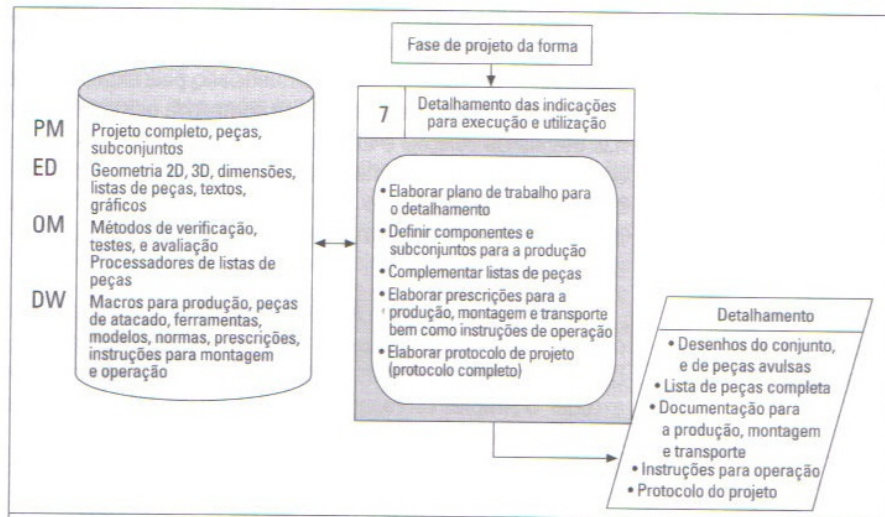 Fase de projeto da forma
7
Detalhamento das indicações
para execução e utilização
PM
Projeto completo, peças,
subconjuntos
ED
Geometria 2D, 3D, dimensões,
listas de peças, textos,
gráficos
OM
Métodos de verificação,
testes, e avaliação
Processadores de listas de
peças
DW
Macros para produção, peças
de atacado, ferramentas,
modelos, normas, prescrições,
instruções para montagem
e operação
• Elaborar plano de trabalho para
o detalhamento
• Definir componentes e
subconjuntos para a produção
• Complementar listas de peças
• Elaborar prescrições para a
produção, montagem e transporte
bem como instruções de operação
• Elaborar protocolo de projeto
(protocolo completo)
Detalhamento
• Desenhos do conjunto,
e de peças avulsas
• Lista de peças completa
• Documentação para
a produção, montagem
e transporte
• Instruções para operação
• Protocolo do projeto